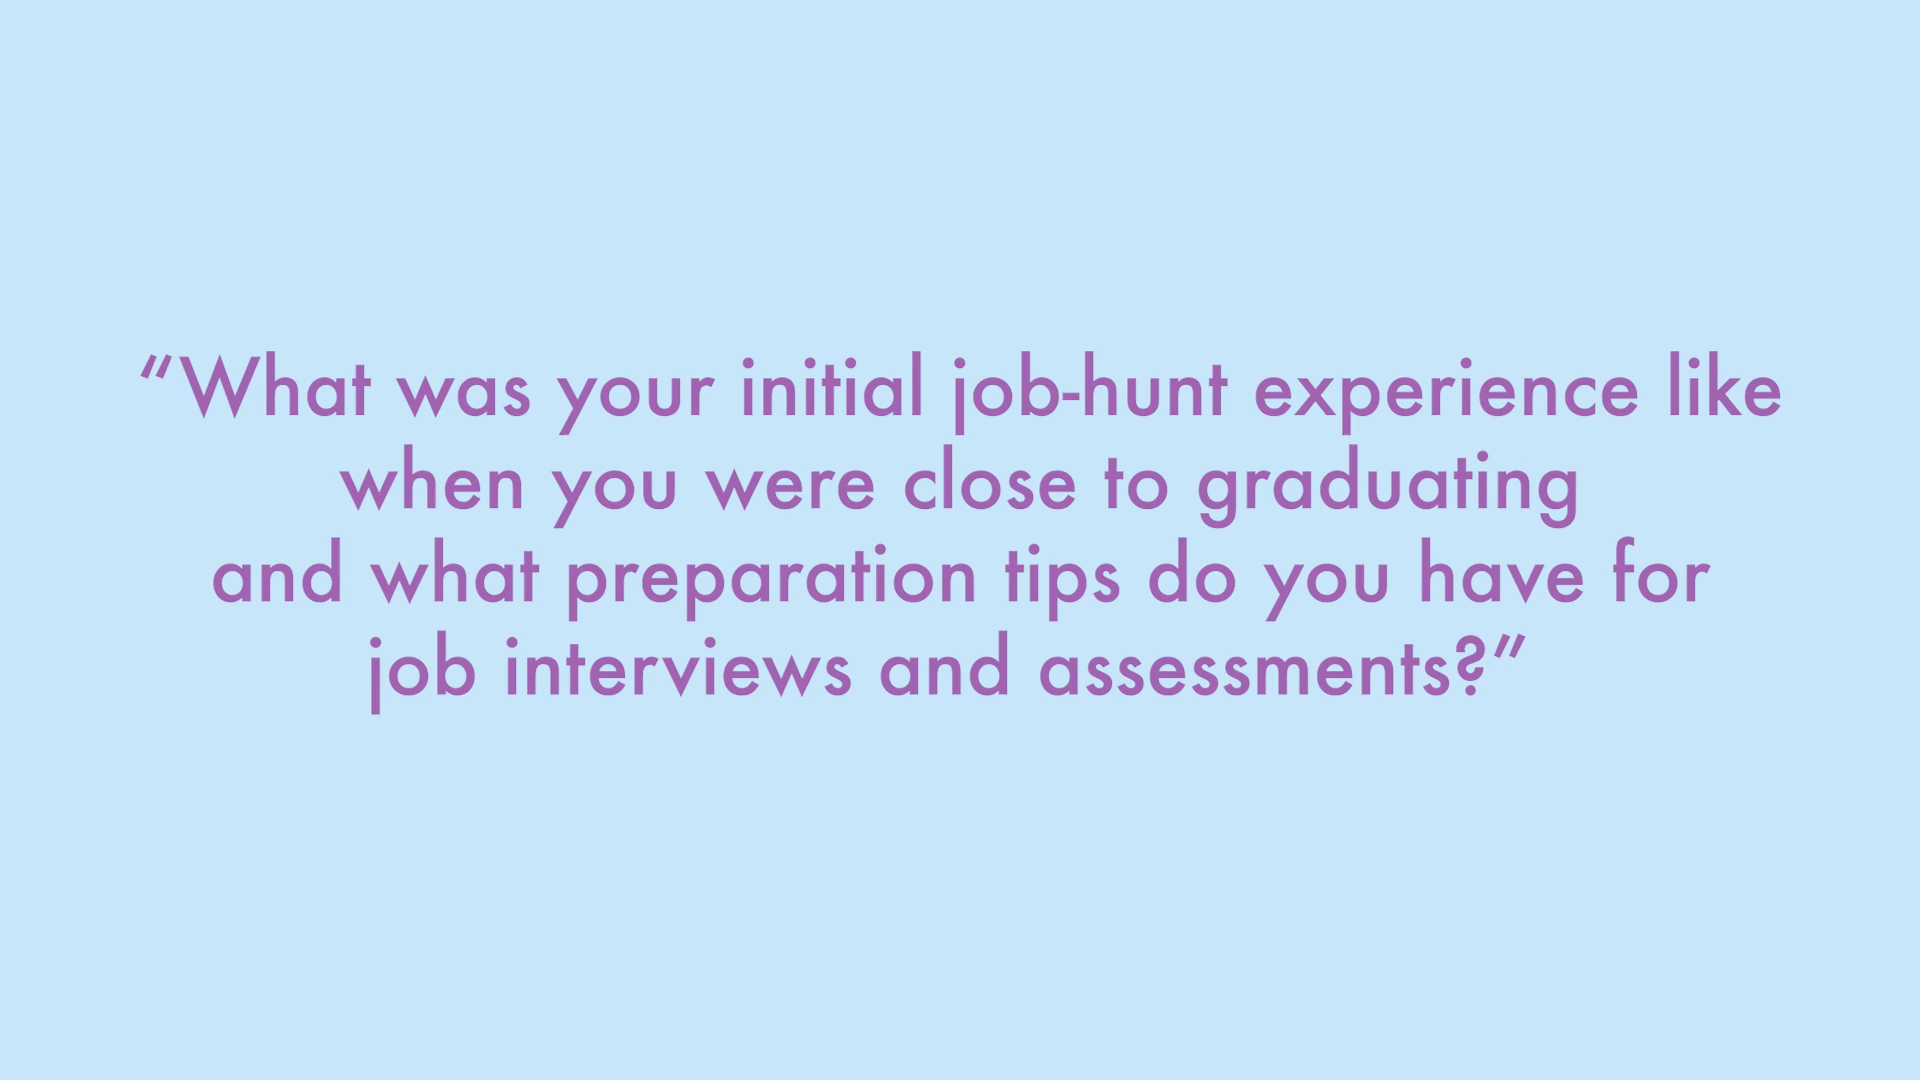 “What was your initial job-hunt experience like
when you were close to graduating
and what preparation tips do you have for
job interviews and assessments?”